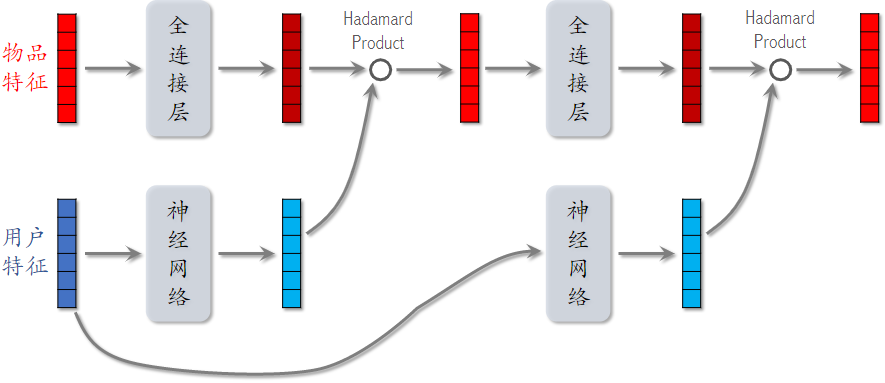 Hadamard
Product
Hadamard
Product
物品
特征
全
连
接
层
全
连
接
层
用户
特征
神
经
网
络
神
经
网
络